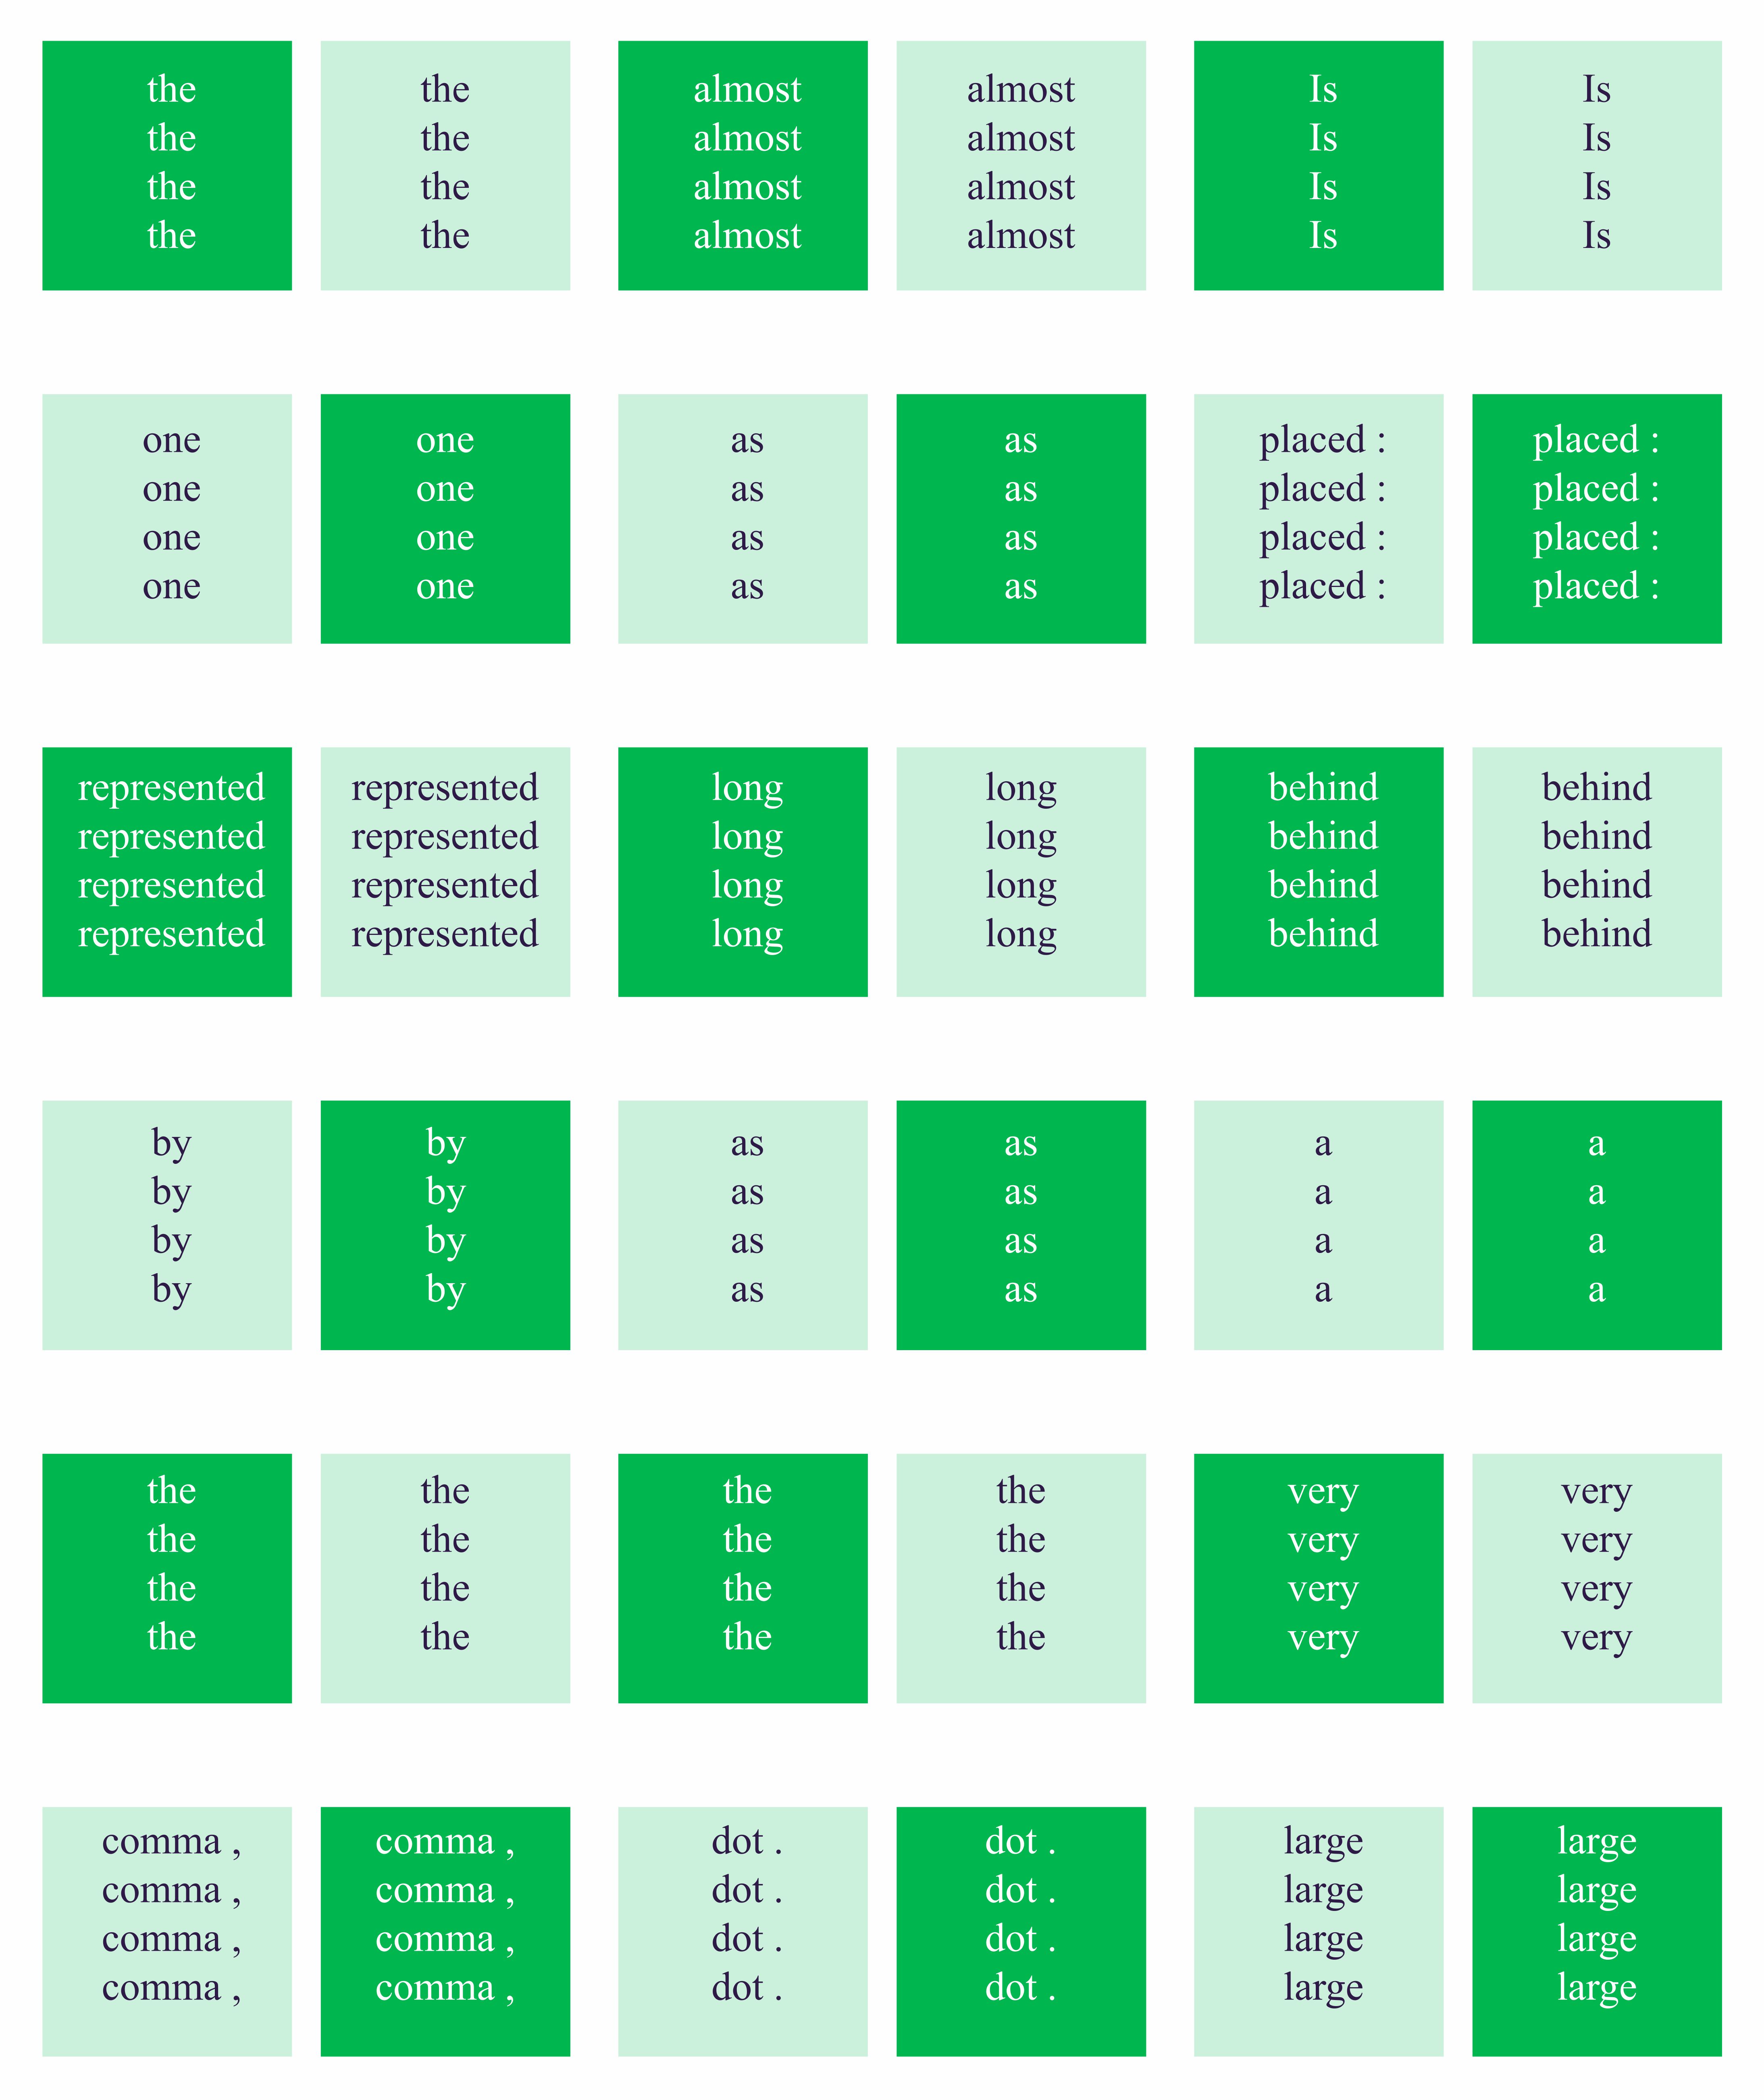 the the almost almost Is Is
the the almost almost Is Is
the the almost almost Is Is
the the almost almost Is Is
one one as as placed : placed :
one one as as placed : placed :
one one as as placed : placed :
one one as as placed : placed :
represented represented long long behind behind
represented represented long long behind behind
represented represented long long behind behind
represented represented long long behind behind
by by as as a a
by by as as a a
by by as as a a
by by as as a a
the the the the very very
the the the the very very
the the the the very very
the the the the very very
comma , comma , dot . dot . large large
comma , comma , dot . dot . large large
comma , comma , dot . dot . large large
comma , comma , dot . dot . large large